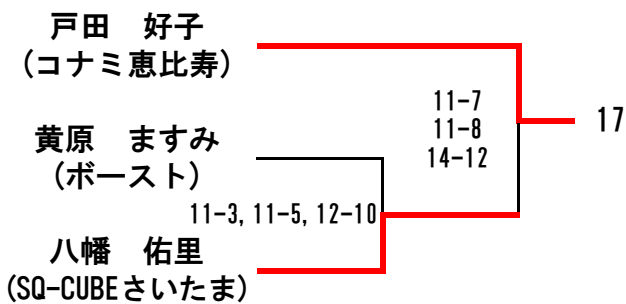 戸田　好子
(コナミ恵比寿)
11-7
11-8
14-12
17
黄原　ますみ
(ボースト)
11-3, 11-5, 12-10
八幡　佑里
(SQ-CUBEさいたま)